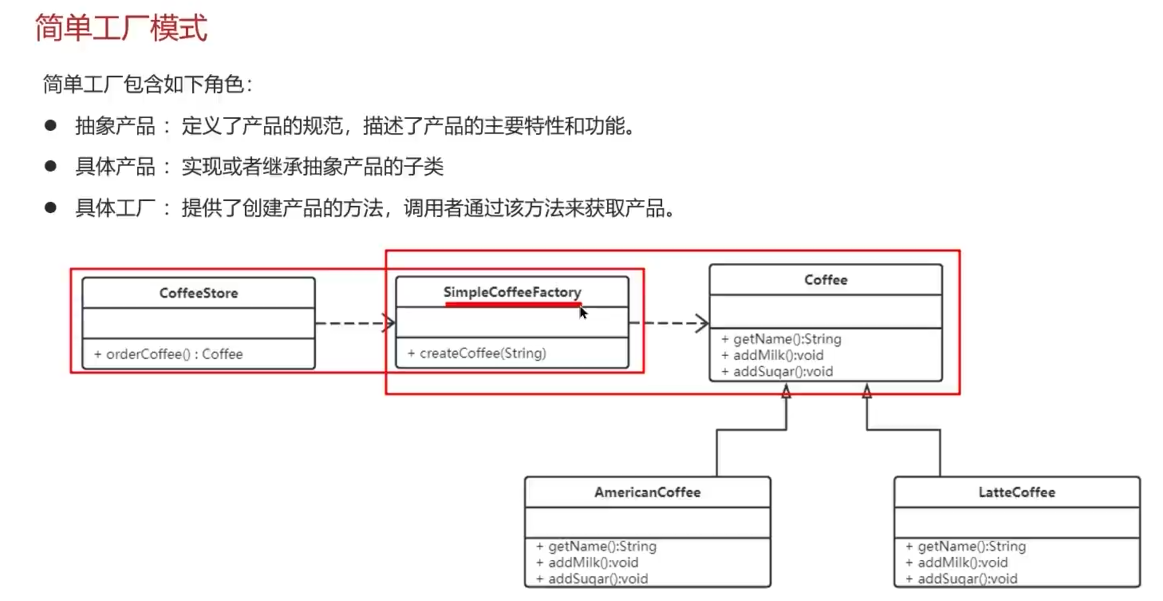 简单工厂模式
简单工厂包含如下角色：
● 抽象产品 ：定义了产品的规范，描述了产品的主要特性和功能。
● 具体产品 ：实现或者继承抽象产品的子类
● 具体工厂 ：提供了创建产品的方法，调用者通过该方法来获取产品。
CoffeeStore
+ orderCoffee() : Coffee
SimpleCoffeeFactory
+ createCoffee(String)
Coffee
+ getName():String
+ addMilk():void
+ addSugar():void
AmericanCoffee
+ getName():String
+ addMilk():void
+ addSugar():void
LatteCoffee
+ getName():String
+ addMilk():void
+ addSugar():void